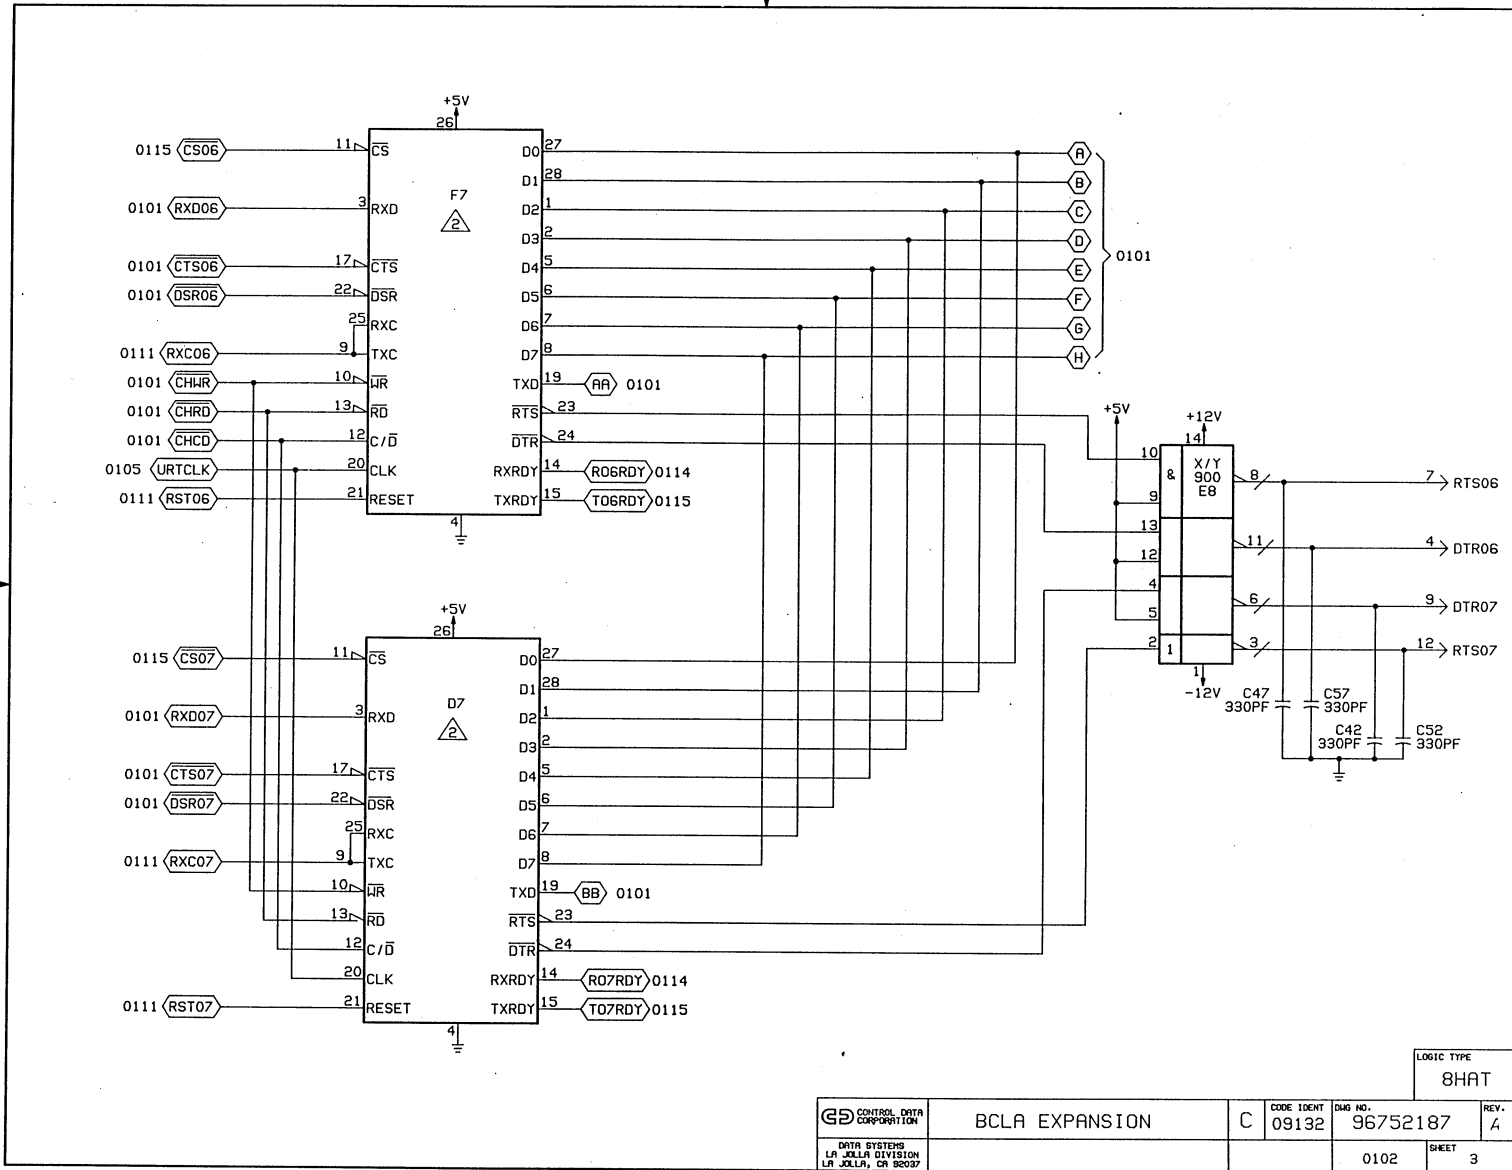 +5V
26
0115 CS06 11 CS D0 27 A
D1 28 B
F7
0101 RXD06 3 RXD D2 1 C
2
D3 2 D
0101
0101 CTS06 17 CTS D4 5 E
0101 DSR06 22 DSR D5 6 F
25 RXC D6 7 G
0111 RXC06 9 TXC D7 8 H
0101 CHWR 10 WR TXD 19 AA 0101
0101 CHRD 13 RD RTS 23
0101 CHCD 12 C/D DTR 24
0105 URTCLK 20 CLK RXRDY 14 R06RDY 0114
0111 RST06 21 RESET TXRDY 15 T06RDY 0115
4
+5V +12V
14
10 & X/Y 900 E8 8 7 RTS06
9
13 11 4 DTR06
12
4 6 9 DTR07
5
2 1 3 12 RTS07
1
-12V
C47 330PF
C57 330PF
C42 330PF
C52 330PF
+5V
26
0115 CS07 11 CS D0 27
D1 28
D7
0101 RXD07 3 RXD D2 1
2
D3 2
0101 CTS07 17 CTS D4 5
0101 DSR07 22 DSR D5 6
25 RXC D6 7
0111 RXC07 9 TXC D7 8
10 WR TXD 19 BB 0101
13 RD RTS 23
12 C/D DTR 24
20 CLK RXRDY 14 R07RDY 0114
0111 RST07 21 RESET TXRDY 15 T07RDY 0115
4
LOGIC TYPE
8HAT
CONTROL DATA CORPORATION
BCLA EXPANSION
C
CODE IDENT
09132
DWG NO.
96752187
REV.
A
DATA SYSTEMS
LA JOLLA DIVISION
LA JOLLA, CA 92037
0102
SHEET 3